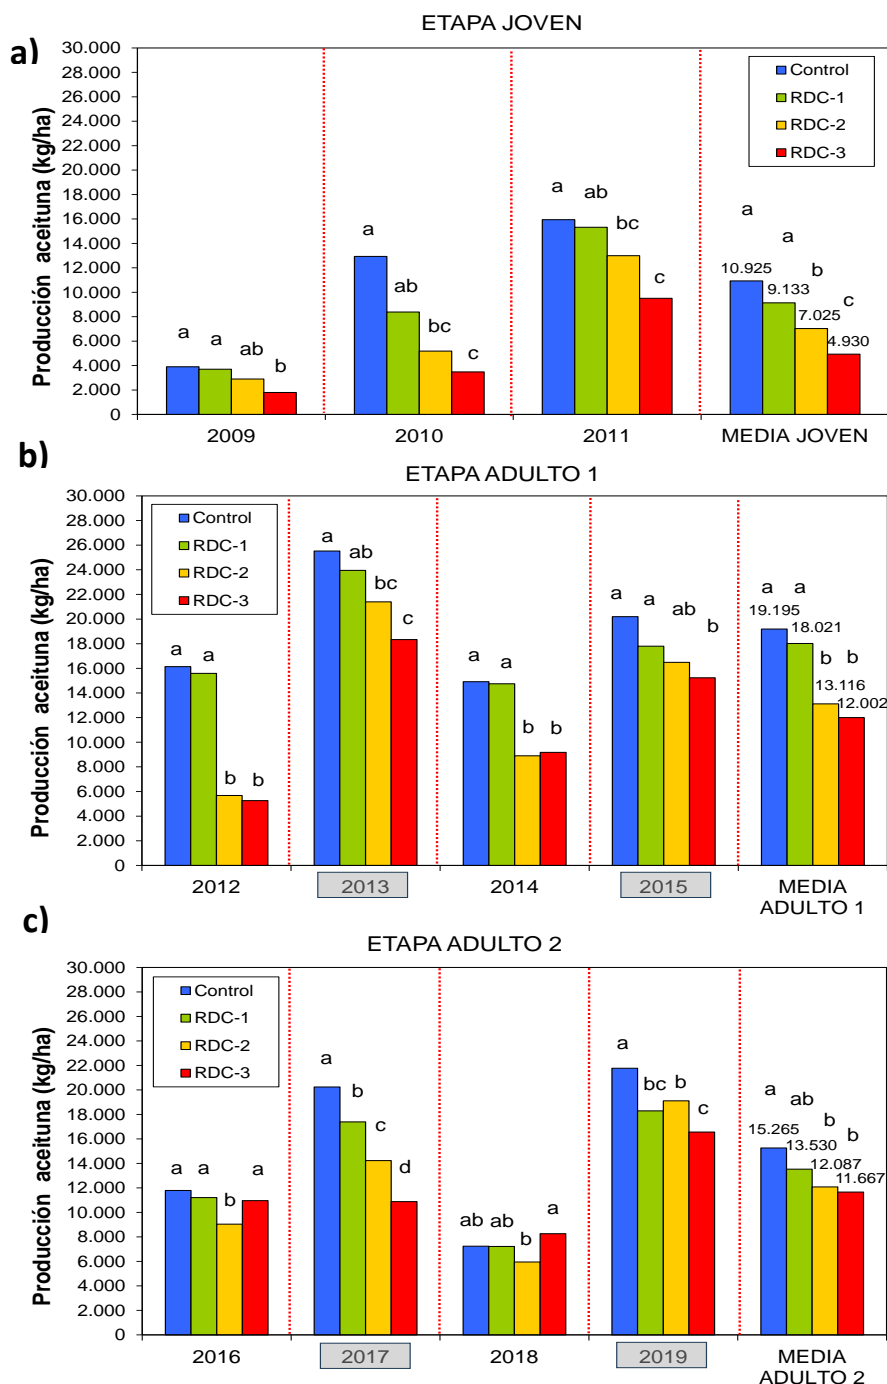 ETAPA JOVEN
a)
Producción aceituna (kg/ha)
30.000
28.000
26.000
24.000
22.000
20.000
18.000
16.000
14.000
12.000
10.000
8.000
6.000
4.000
2.000
0
Control
RDC-1
RDC-2
RDC-3
a a ab b
a ab bc c
a ab bc c
a a b c
10.925
9.133
7.025
4.930
2009 2010 2011 MEDIA JOVEN
b)
ETAPA ADULTO 1
Producción aceituna (kg/ha)
30.000
28.000
26.000
24.000
22.000
20.000
18.000
16.000
14.000
12.000
10.000
8.000
6.000
4.000
2.000
0
Control
RDC-1
RDC-2
RDC-3
a a b b
a ab bc c
a a b b
a a ab b
a a b b
19.195
18.021
13.116
12.002
2012 2013 2014 2015 MEDIA
ADULTO 1
c)
ETAPA ADULTO 2
Producción aceituna (kg/ha)
30.000
28.000
26.000
24.000
22.000
20.000
18.000
16.000
14.000
12.000
10.000
8.000
6.000
4.000
2.000
0
Control
RDC-1
RDC-2
RDC-3
a a b a
a b c d
ab ab b a
a bc b c
a ab b b
15.265
13.530
12.087
11.667
2016 2017 2018 2019 MEDIA
ADULTO 2